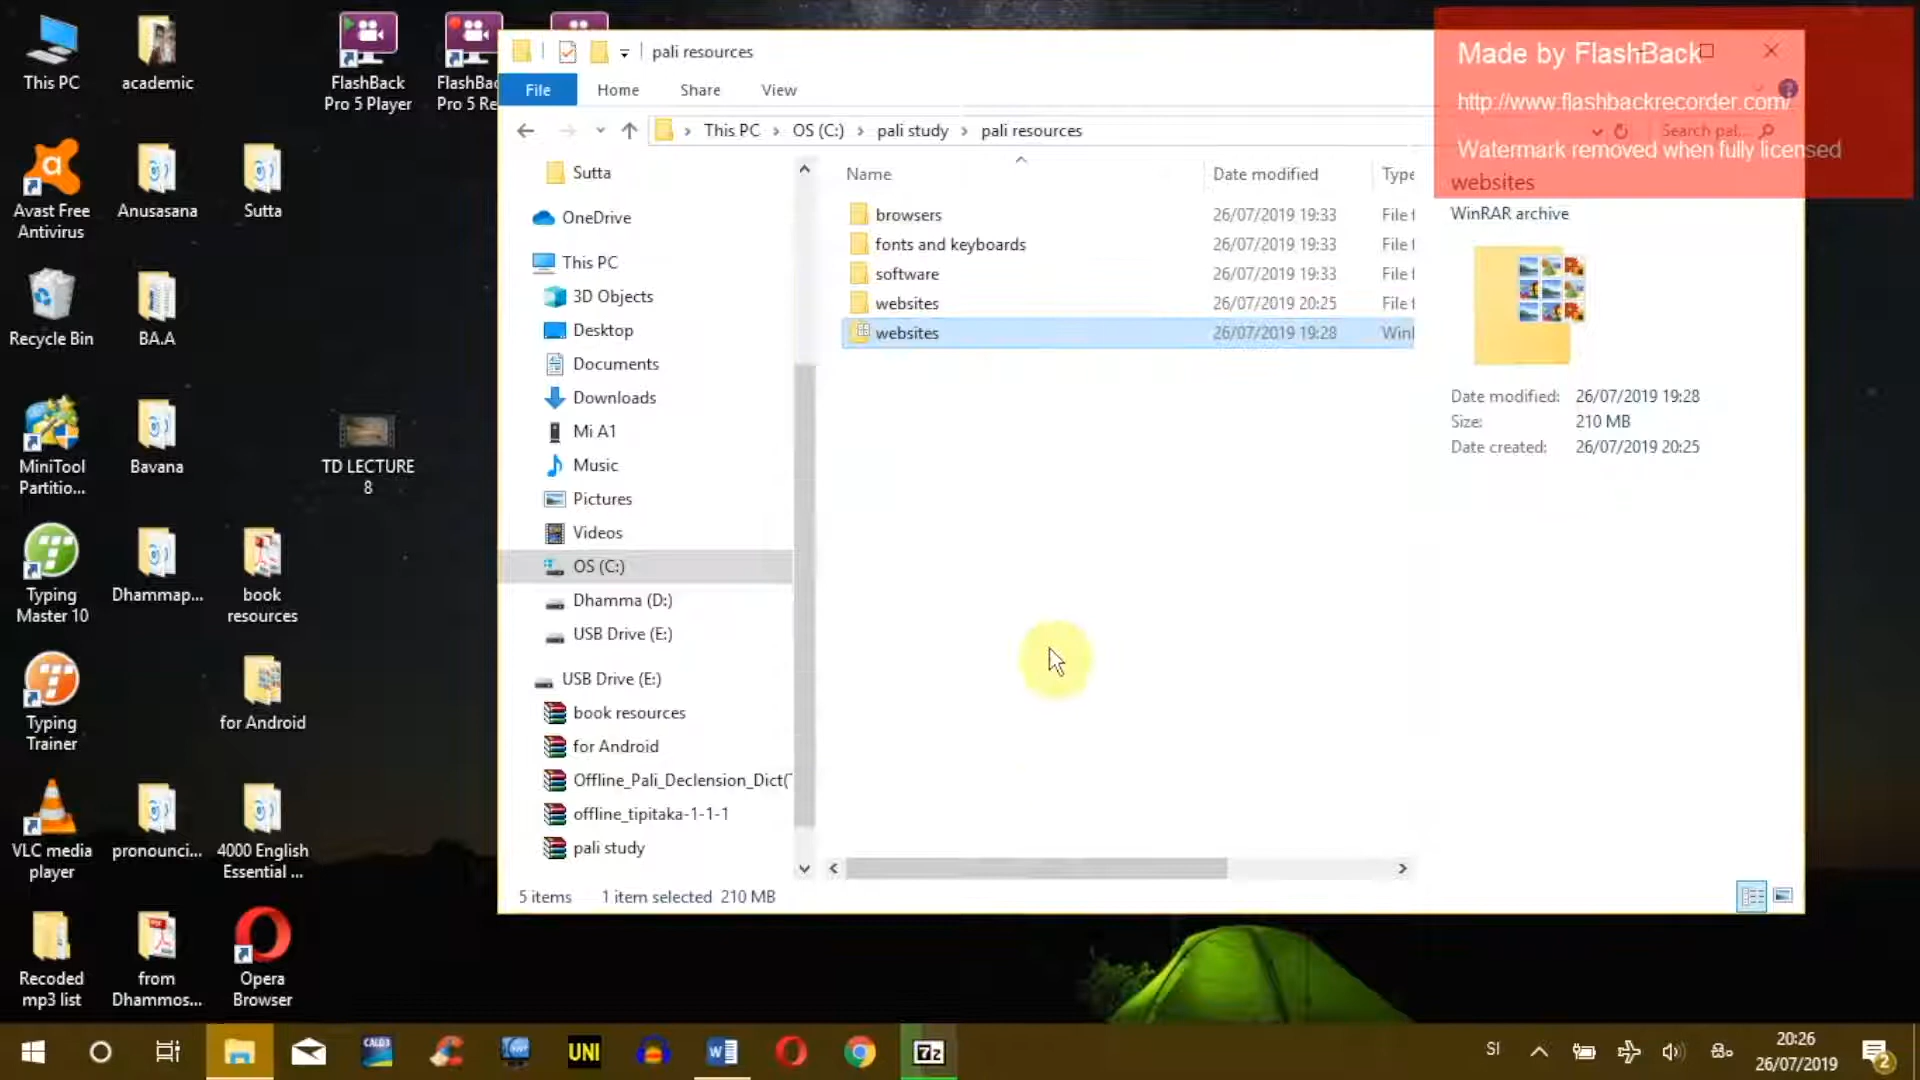 This PC
academic
FlashBack
Pro 5 Player
FlashBac
Pro 5 Re
Avast Free
Antivirus
Anusasana
Sutta
Recycle Bin
BA.A
MiniTool
Partitio...
Bavana
TD LECTURE
8
Typing
Master 10
Dhammap...
book
resources
Typing
Trainer
for Android
VLC media
player
pronounci...
4000 English
Essential ...
Recoded
mp3 list
from
Dhammos...
Opera
Browser
pali resources
File
Home
Share
View
This PC
OS (C:)
pali study
pali resources
Search pal...
Made by FlashBack
http://www.flashbackrecorder.com/
Watermark removed when fully licensed
Sutta
OneDrive
This PC
3D Objects
Desktop
Documents
Downloads
Mi A1
Music
Pictures
Videos
OS (C:)
Dhamma (D:)
USB Drive (E:)
USB Drive (E:)
book resources
for Android
Offline_Pali_Declension_Dict(
offline_tipitaka-1-1-1
pali study
Name Date modified Type
browsers 26/07/2019 19:33 File f
fonts and keyboards 26/07/2019 19:33 File f
software 26/07/2019 19:33 File f
websites 26/07/2019 20:25 File f
websites 26/07/2019 19:28 Winl
websites
WinRAR archive
Date modified: 26/07/2019 19:28
Size: 210 MB
Date created: 26/07/2019 20:25
5 items 1 item selected 210 MB
CALD3
UNI
W
7z
SI
20:26
26/07/2019
2